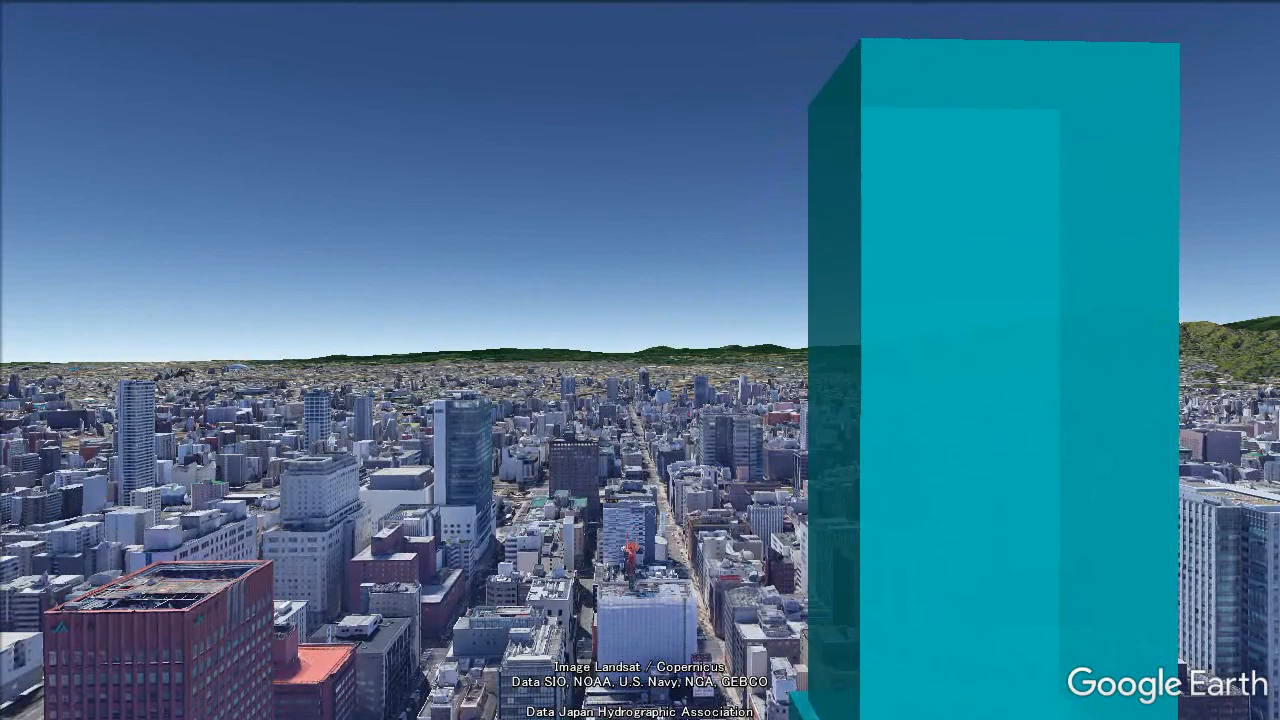 Image Landsat / Copernicus
Data SIO, NOAA, U.S. Navy, NGA, GEBCO
Data Japan Hydrographic Association
Google Earth